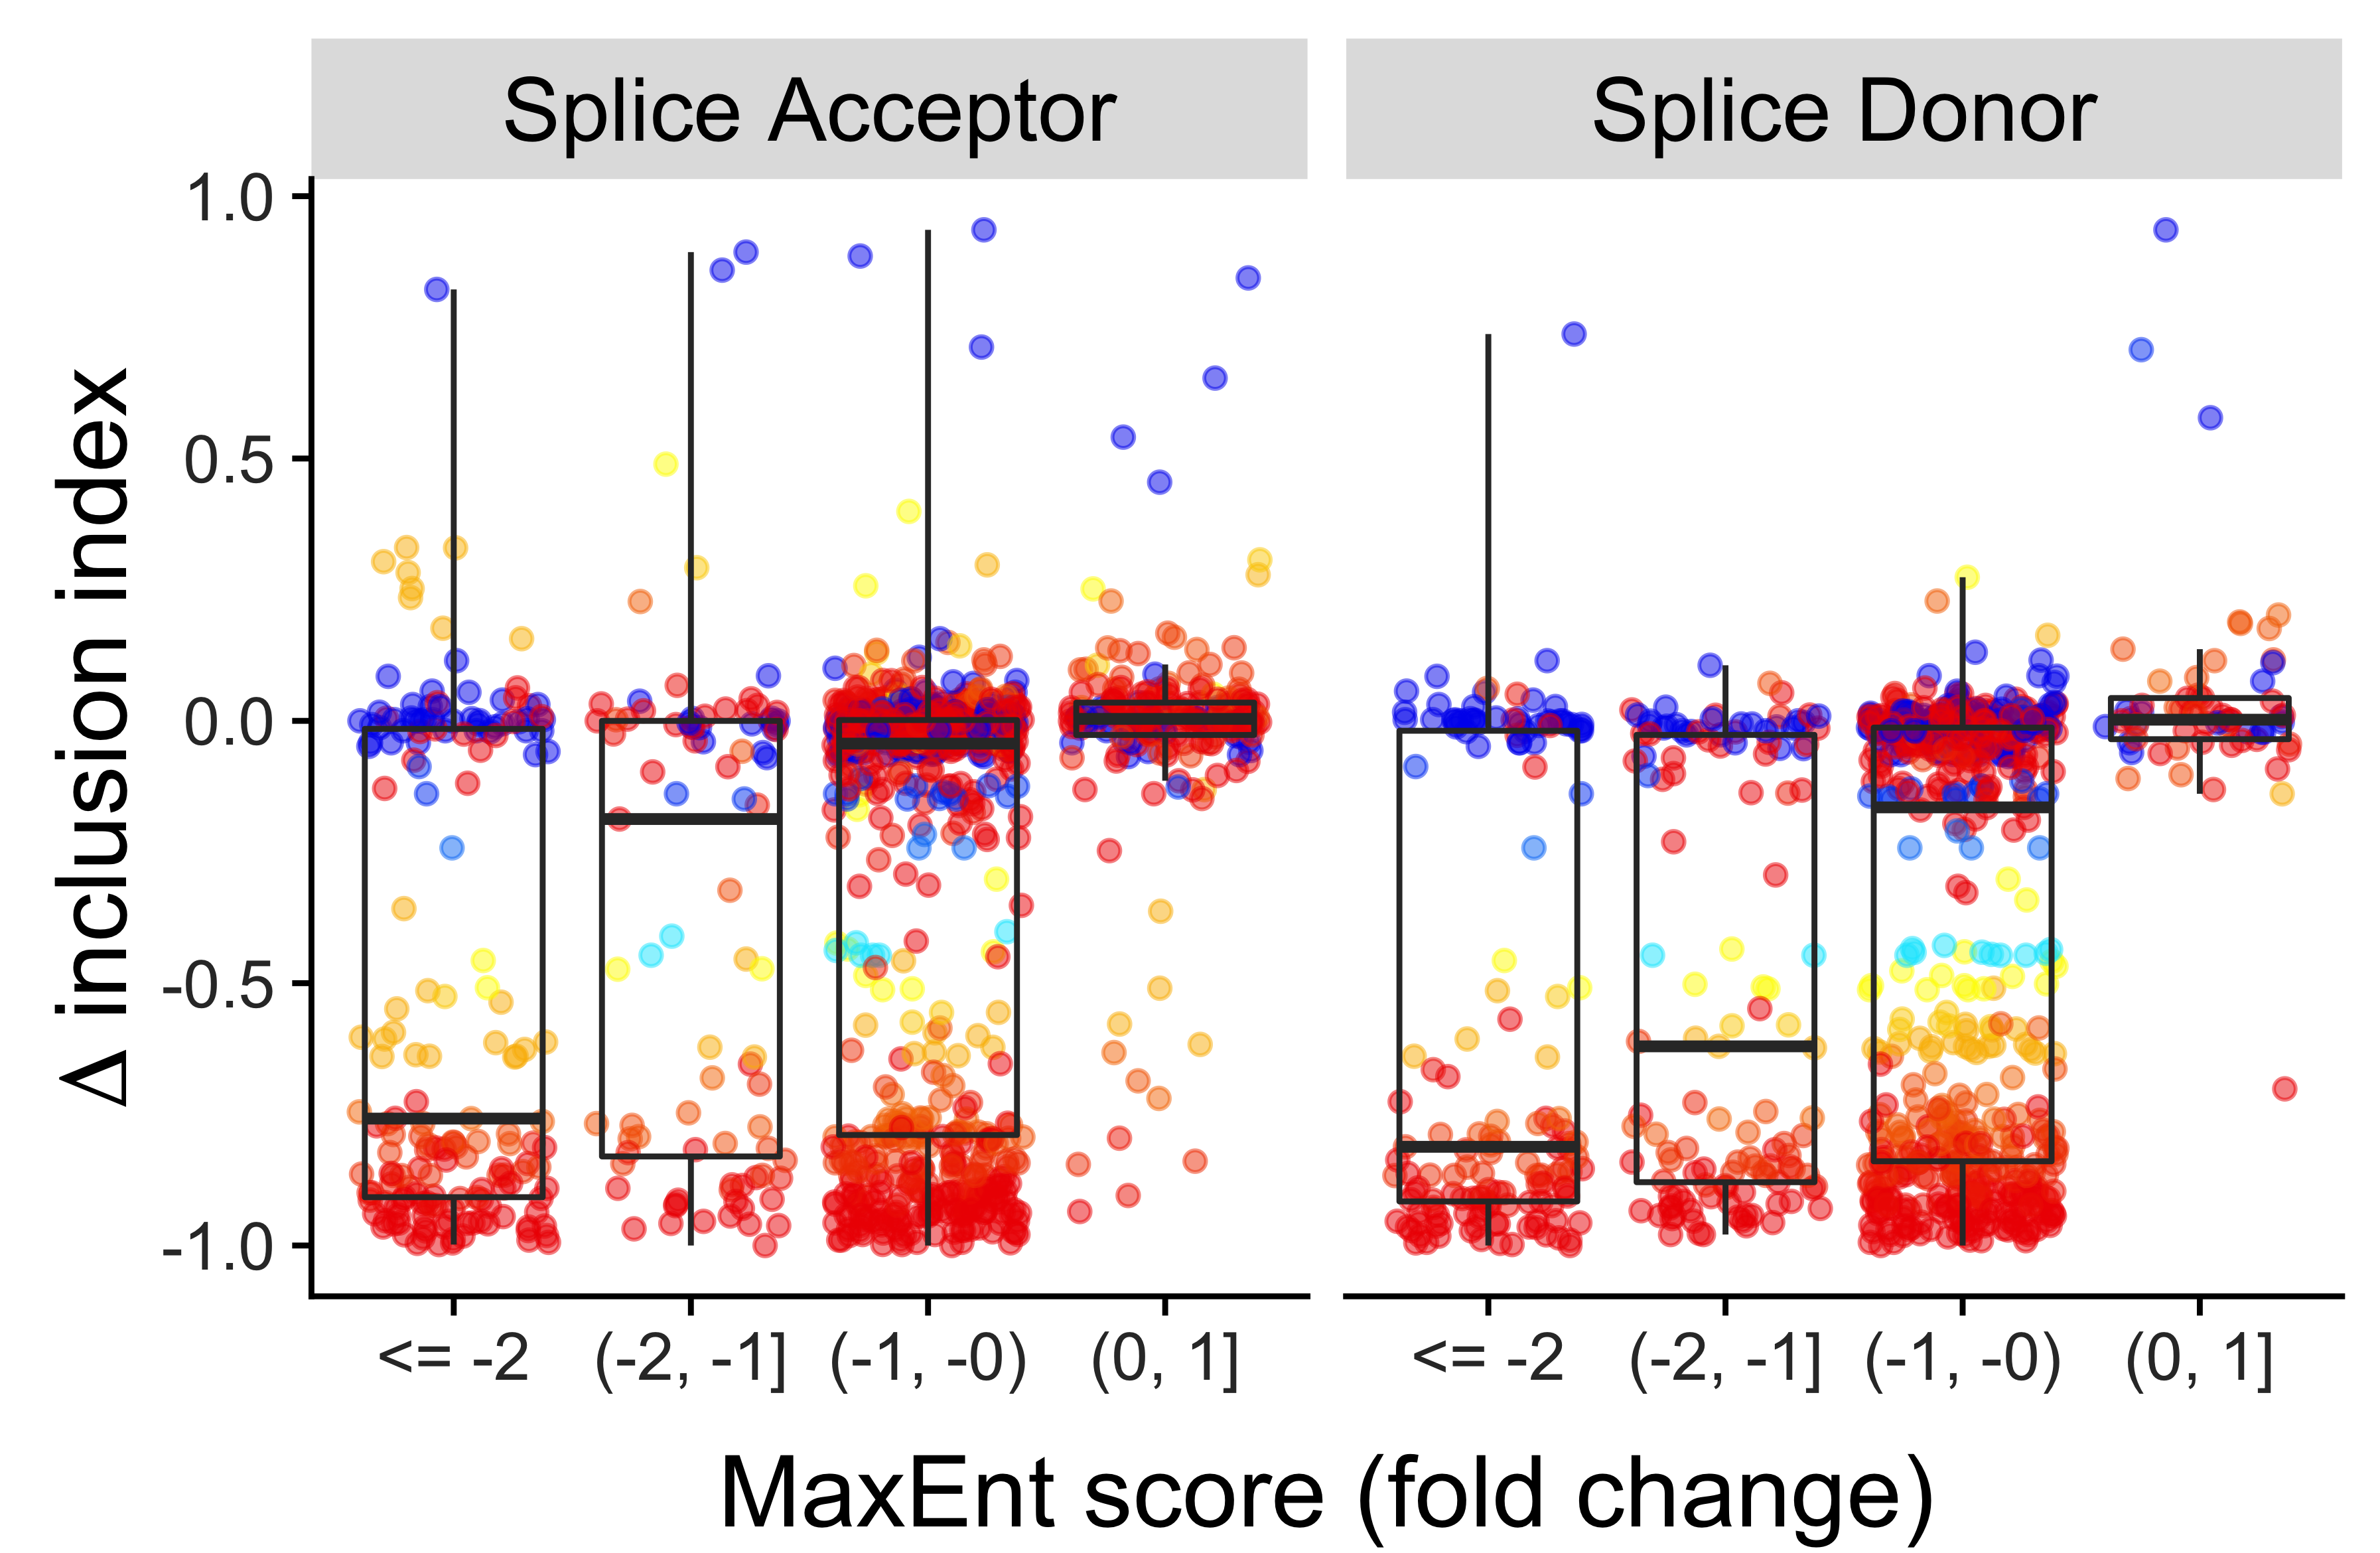 Splice Acceptor
Splice Donor
Δ inclusion index
1.0
0.5
0.0
-0.5
-1.0
<= -2 (-2, -1] (-1, -0) (0, 1]
<= -2 (-2, -1] (-1, -0) (0, 1]
MaxEnt score (fold change)